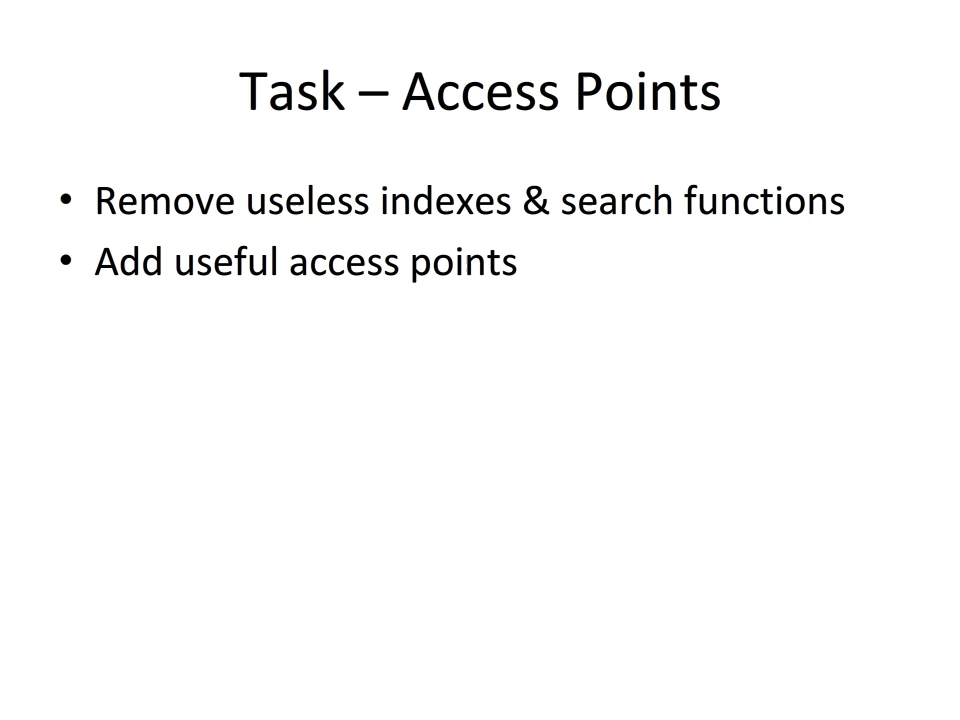 Task – Access Points
• Remove useless indexes & search functions
• Add useful access points